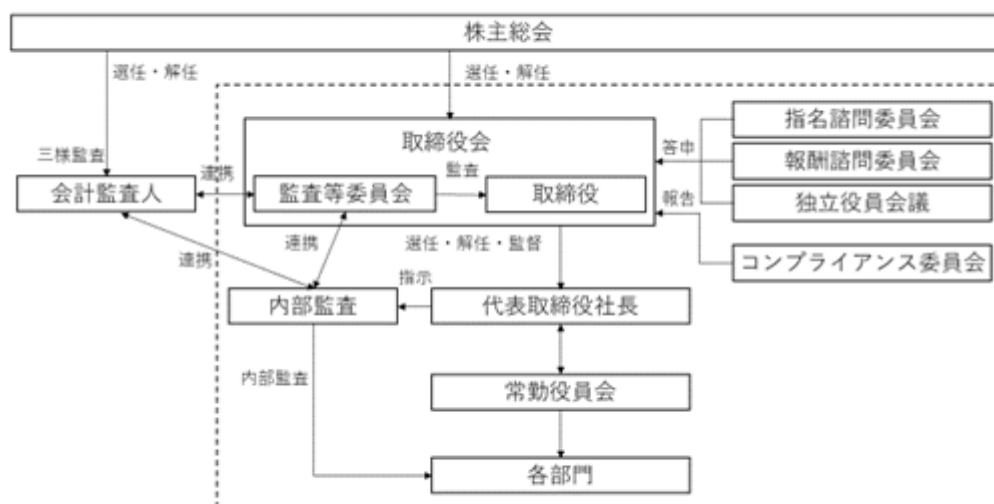 株主総会
選任・解任
選任・解任
指名諮問委員会
取締役会
答申
三様監査
報酬諮問委員会
連携
監査
会計監査人
監査等委員会
取締役
報告
独立役員会議
連携
選任・解任・監督
連携
コンプライアンス委員会
指示
内部監査
代表取締役社長
内部監査
常勤役員会
各部門